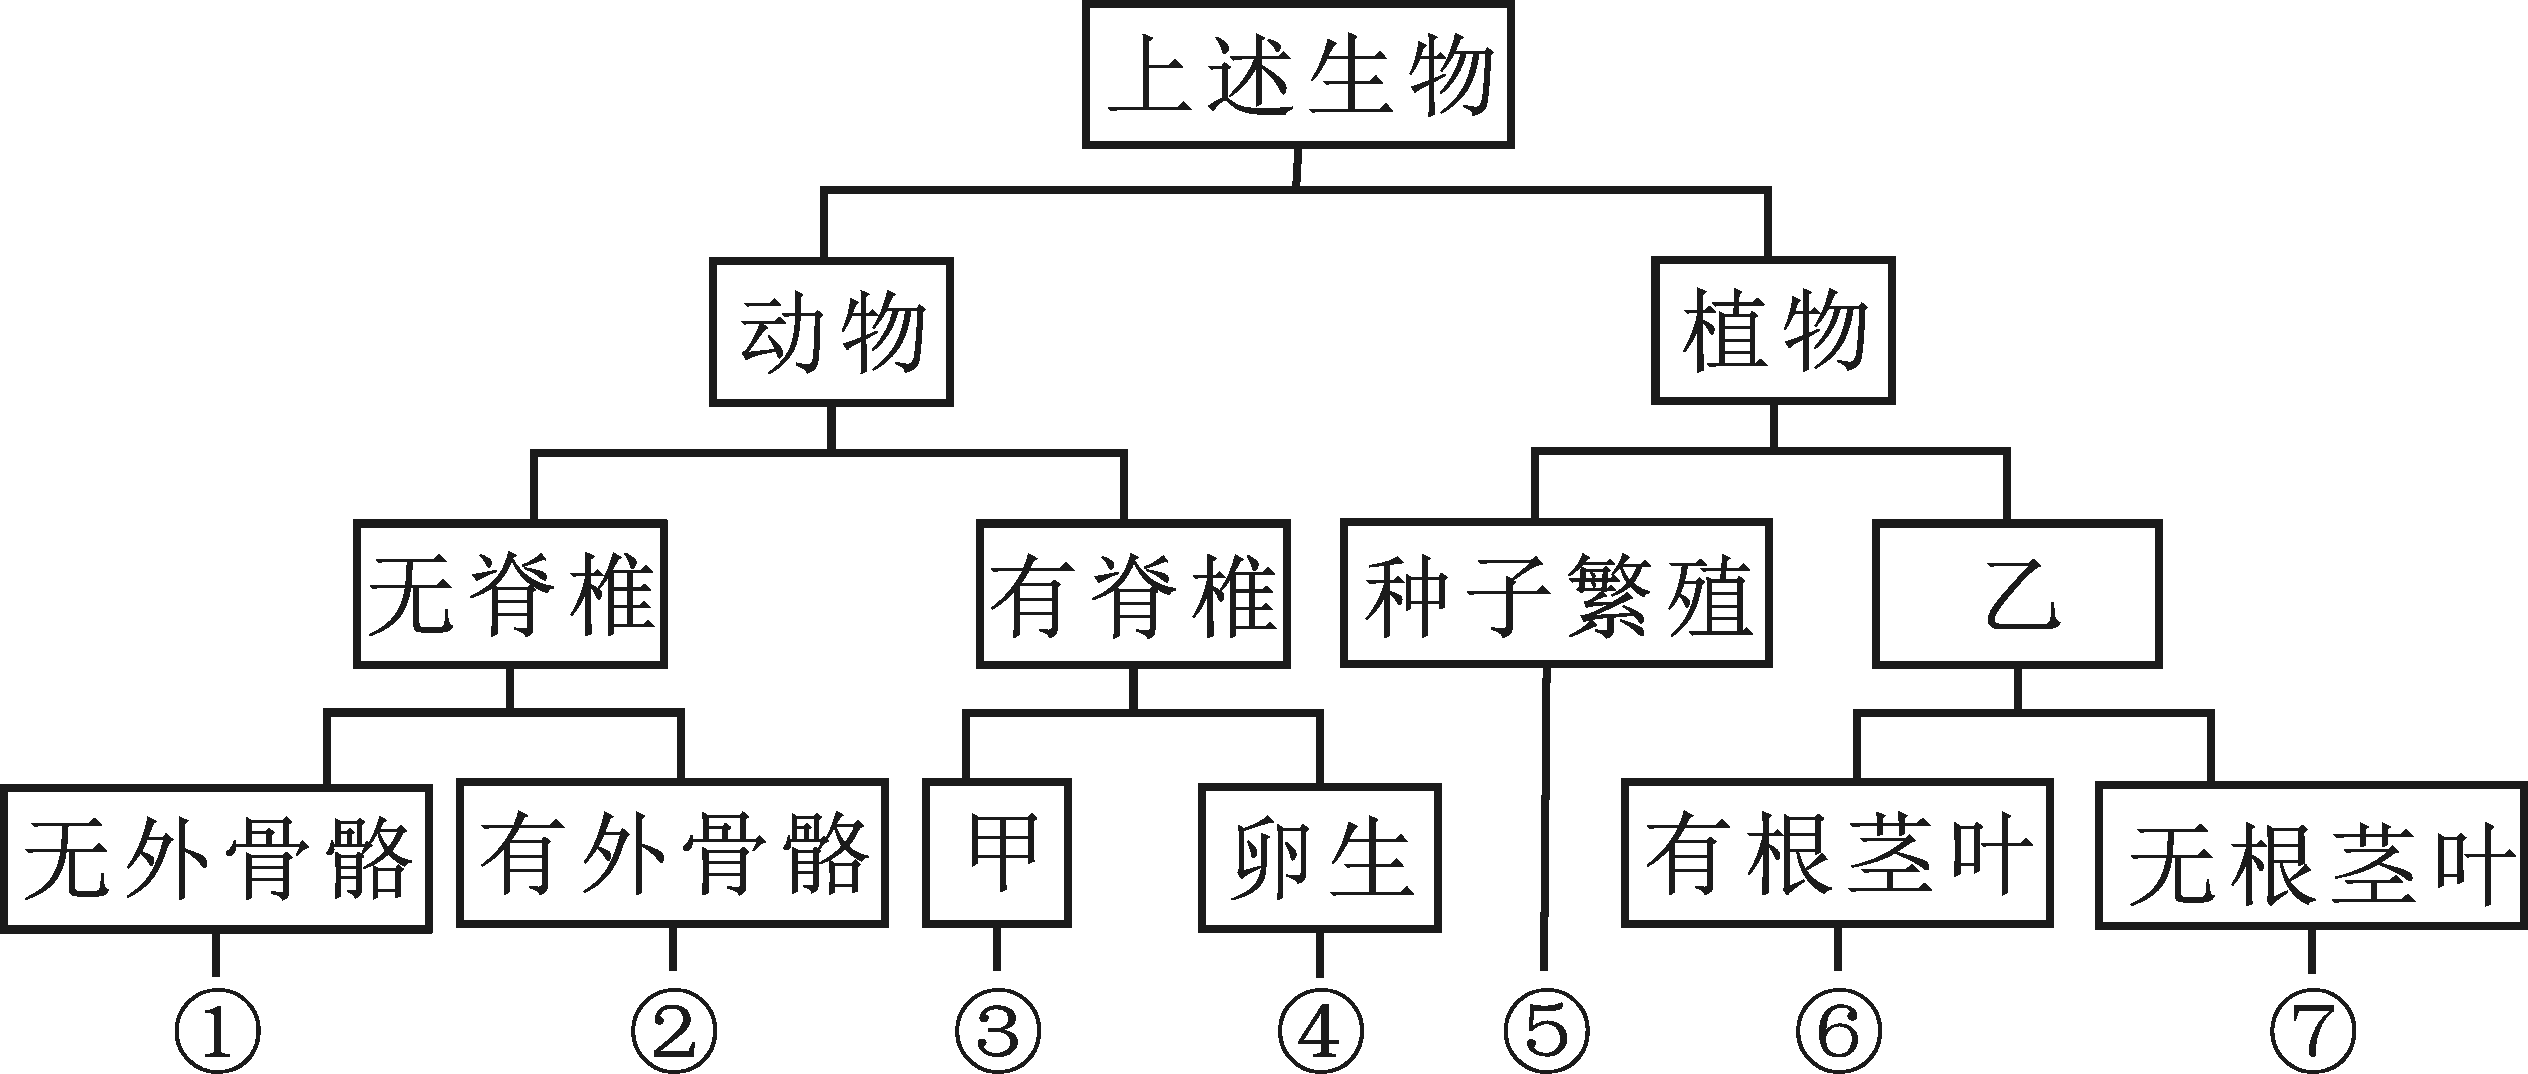 上述生物
动物
植物
无脊椎
有脊椎
种子繁殖
乙
无外骨骼
有外骨骼
甲
卵生
有根茎叶
无根茎叶
①
②
③
④
⑤
⑥
⑦